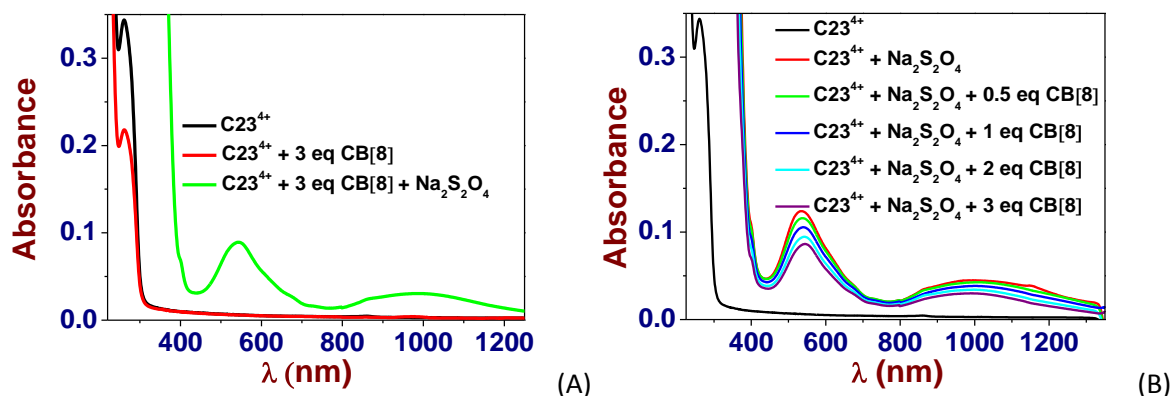 Absorbance
0.3
0.2
0.1
0.0
C23⁴⁺
C23⁴⁺ + 3 eq CB[8]
C23⁴⁺ + 3 eq CB[8] + Na₂S₂O₄
400 600 800 1000 1200
λ (nm)
(A)
Absorbance
0.3
0.2
0.1
0.0
C23⁴⁺
C23⁴⁺ + Na₂S₂O₄
C23⁴⁺ + Na₂S₂O₄ + 0.5 eq CB[8]
C23⁴⁺ + Na₂S₂O₄ + 1 eq CB[8]
C23⁴⁺ + Na₂S₂O₄ + 2 eq CB[8]
C23⁴⁺ + Na₂S₂O₄ + 3 eq CB[8]
400 600 800 1000 1200
λ (nm)
(B)